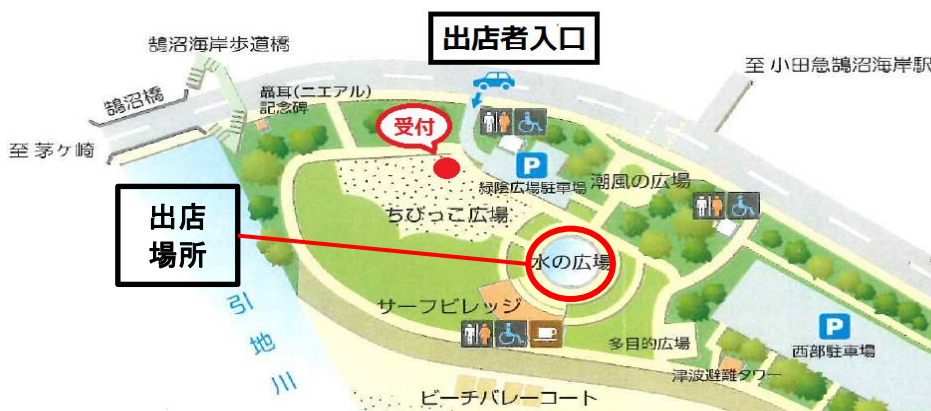 出店者入口
鵠沼海岸歩道橋
至 小田急鵠沼海岸駅
聶耳(ニエアル)
記念碑
鵠沼橋
受付
至 茅ヶ崎
P
緑陰広場駐車場
潮風の広場
出店
場所
ちびっこ広場
水の広場
サーフビレッジ
引地川
P
西部駐車場
多目的広場
津波避難タワー
ビーチバレーコート